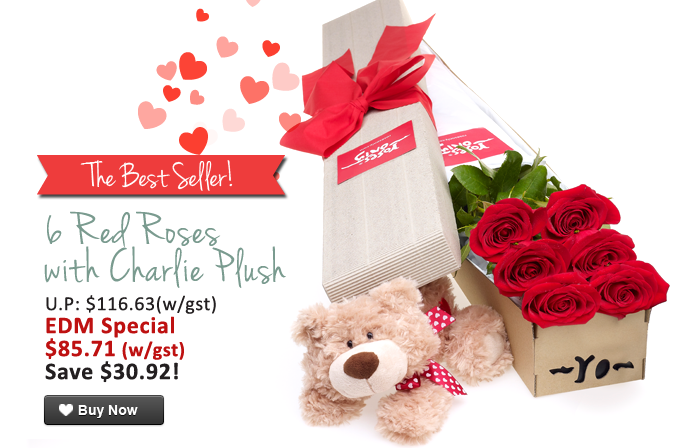 The Best Seller!
6 Red Roses
with Charlie Plush
U.P: $116.63(w/gst)
EDM Special
$85.71 (w/gst)
Save $30.92!
Buy Now
~Yo~